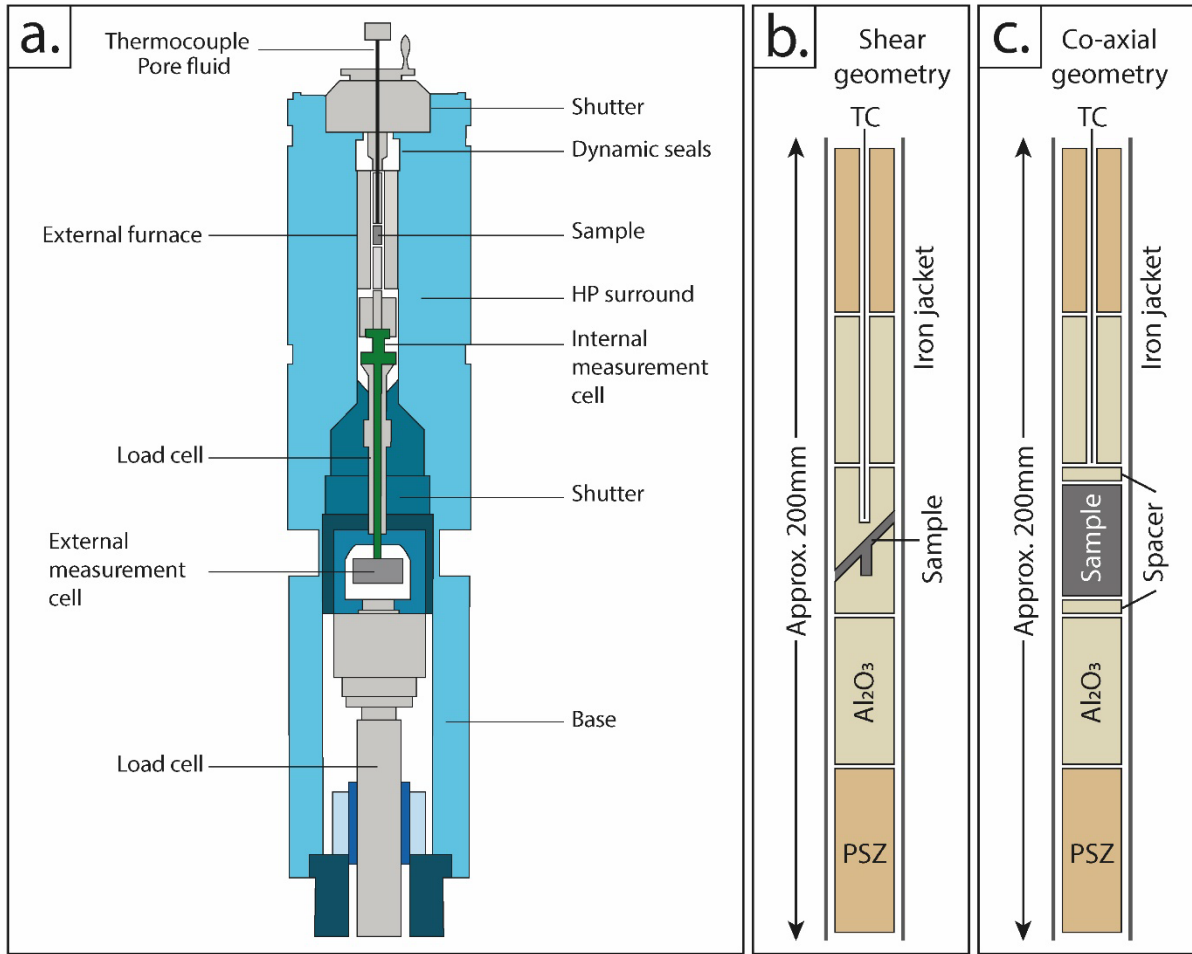 a.
Thermocouple
Pore fluid
Shutter
Dynamic seals
External furnace
Sample
HP surround
Internal
measurement
cell
Load cell
Shutter
External
measurement
cell
Base
Load cell
b.
Shear
geometry
TC
Approx. 200mm
Iron jacket
Sample
Al₂O₃
PSZ
c.
Co-axial
geometry
TC
Approx. 200mm
Iron jacket
Sample
Spacer
Al₂O₃
PSZ